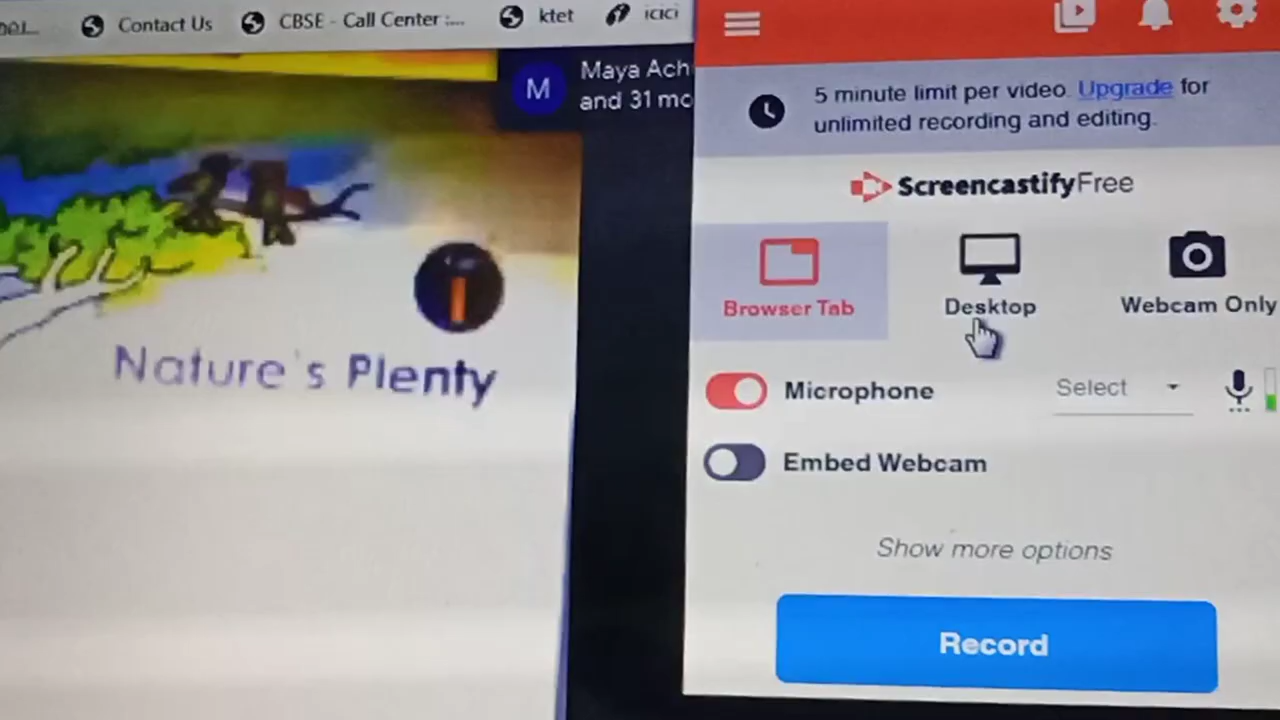 Contact Us
CBSE - Call Center :...
ktet
ICICI
M
Maya Ach
and 31 mo
Nature's Plenty
5 minute limit per video. Upgrade for
unlimited recording and editing.
ScreencastifyFree
Browser Tab
Desktop
Webcam Only
Microphone
Select
Embed Webcam
Show more options
Record